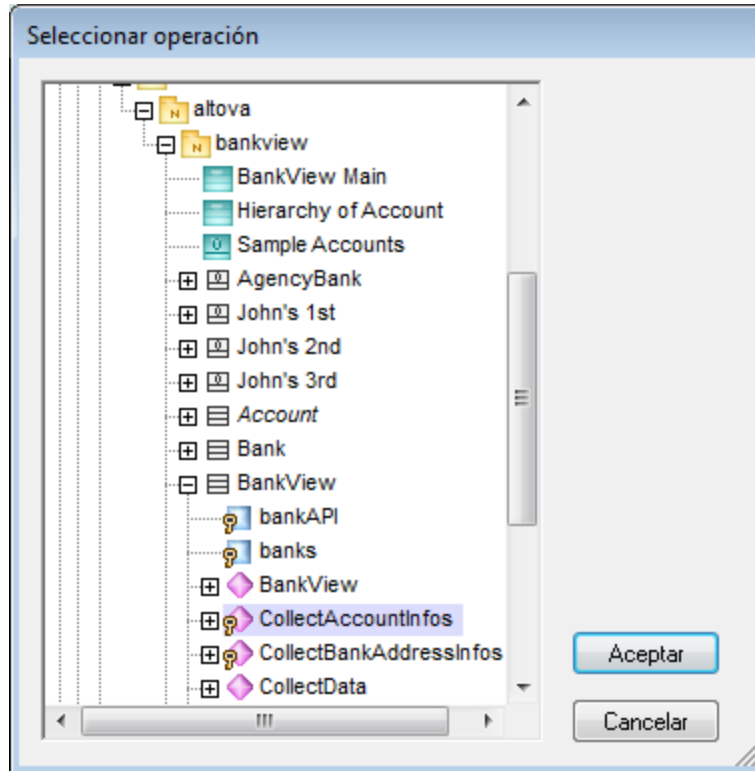 Seleccionar operación
altova
bankview
BankView Main
Hierarchy of Account
Sample Accounts
AgencyBank
John's 1st
John's 2nd
John's 3rd
Account
Bank
BankView
bankAPI
banks
BankView
CollectAccountInfos
CollectBankAddressInfos
CollectData
Aceptar
Cancelar